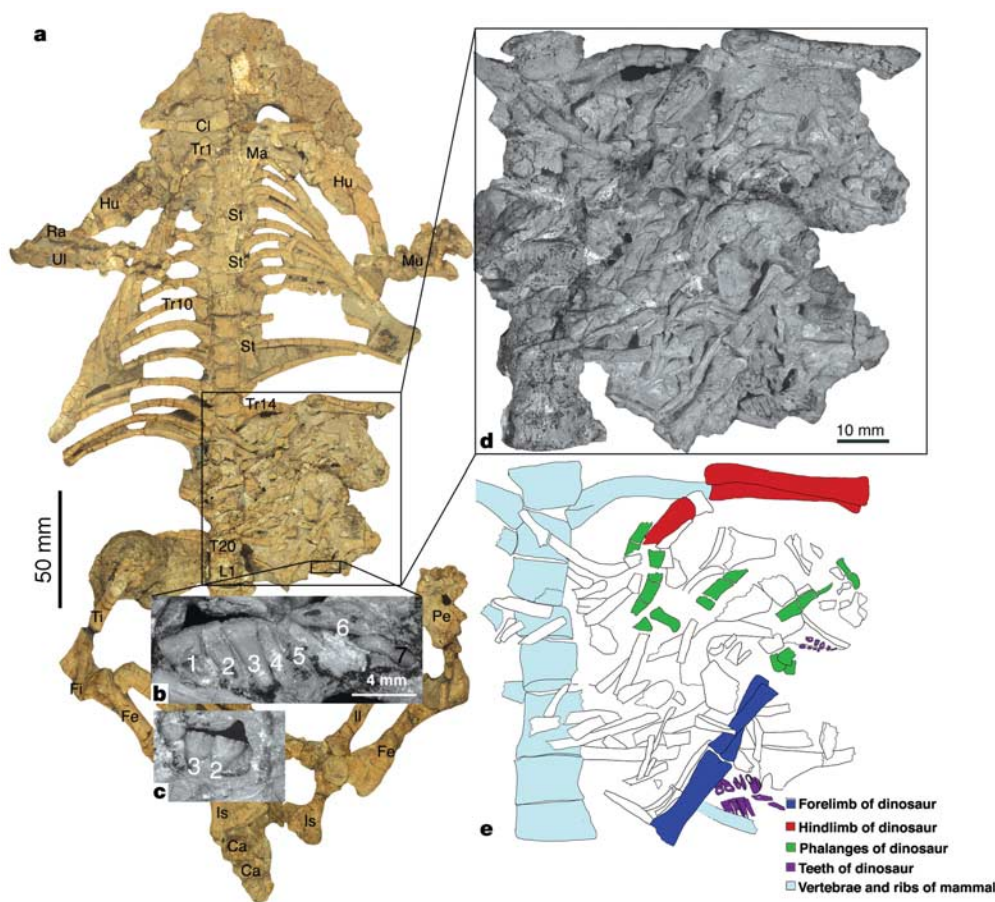 a
Cl
Tr1
Ma
Hu
Hu
St
Ra
Ul
St
Mu
Tr10
St
Tr14
50 mm
T20
L1
Ti
Pe
1 2 3 4 5 6 7
4 mm
b
Fi
Fe
Il
Fe
3 2
c
Is
Is
Ca
Ca
d
10 mm
e
Forelimb of dinosaur
Hindlimb of dinosaur
Phalanges of dinosaur
Teeth of dinosaur
Vertebrae and ribs of mammal